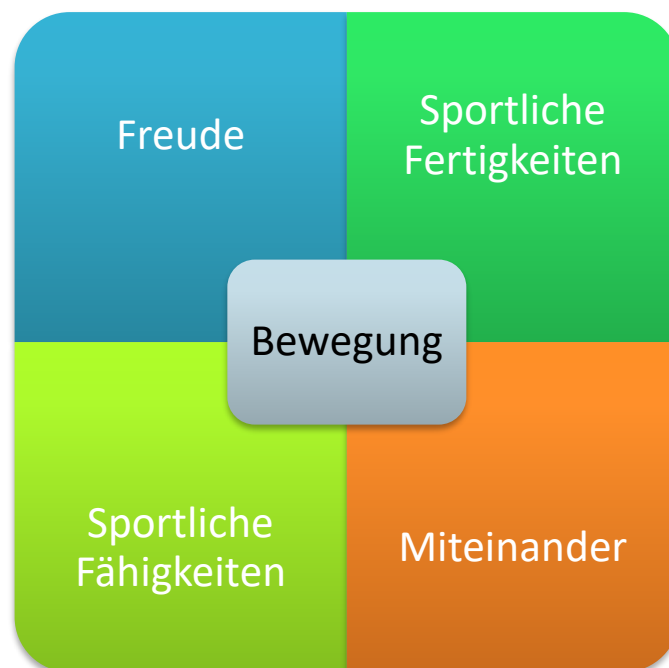 Freude
Sportliche
Fertigkeiten
Bewegung
Sportliche
Fähigkeiten
Miteinander